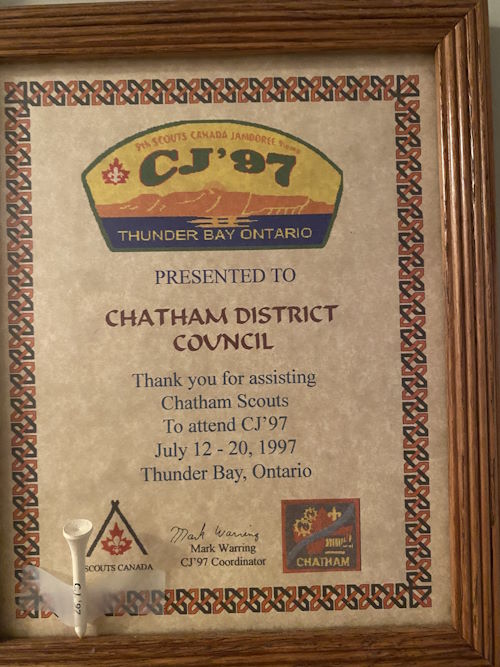 9th SCOUTS CANADA JAMBOREE
CJ'97
THUNDER BAY ONTARIO
PRESENTED TO
CHATHAM DISTRICT
COUNCIL
Thank you for assisting
Chatham Scouts
To attend CJ'97
July 12 - 20, 1997
Thunder Bay, Ontario
SCOUTS CANADA
Mark Warring
Mark Warring
CJ'97 Coordinator
CHATHAM
CJ '97